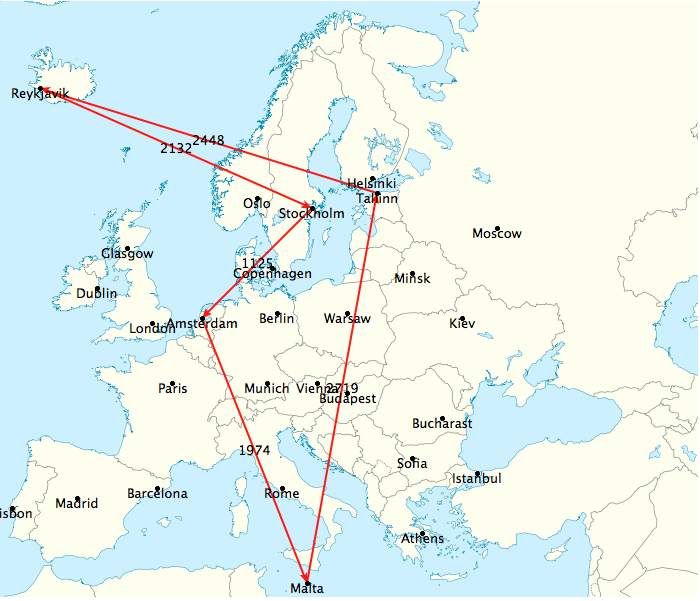 Reykjavik
2448
2132
Helsinki
Tallinn
Oslo
Stockholm
Moscow
Glasgow
1125
Copenhagen
Minsk
Dublin
London
Amsterdam
Berlin
Warsaw
Kiev
Paris
Munich
Vienna
2719
Budapest
Bucharast
1974
Sofia
Istanbul
Madrid
Barcelona
Rome
isbon
Athens
Malta